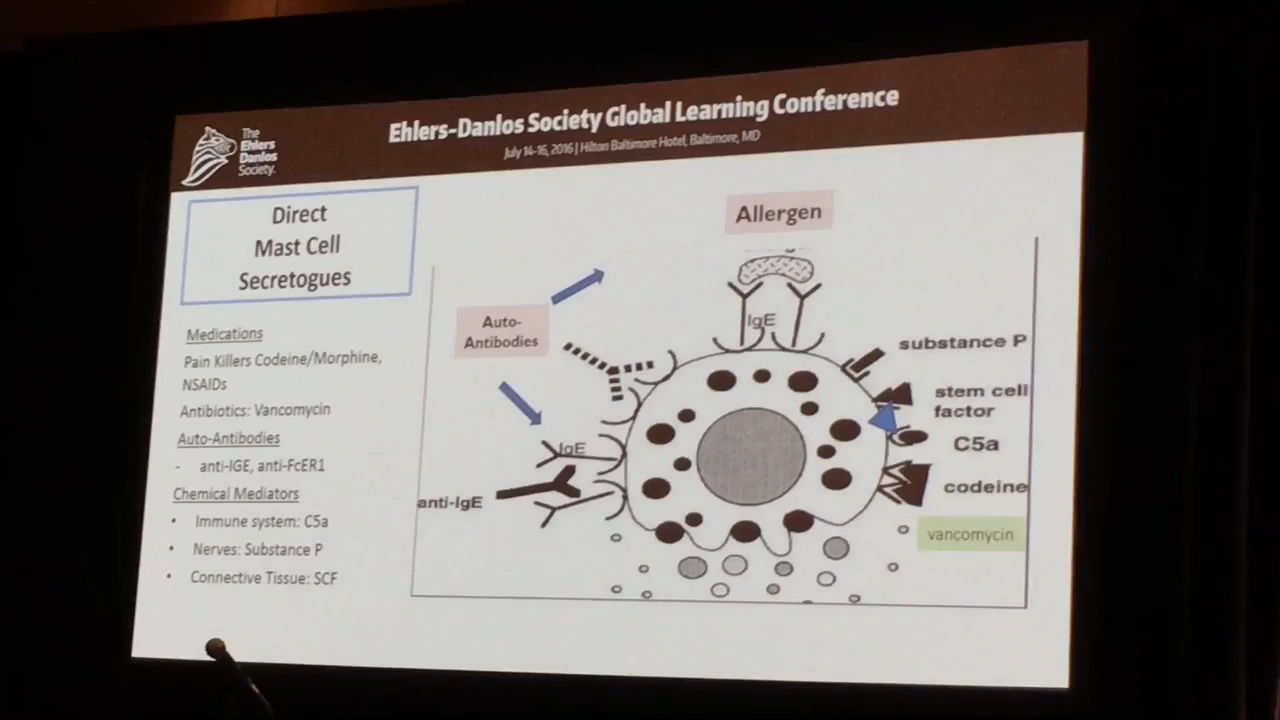 The
Ehlers
Danlos
Society.
Ehlers-Danlos Society Global Learning Conference
July 14-16, 2016 | Hilton Baltimore Hotel, Baltimore, MD
Direct
Mast Cell
Secretogues
Medications
Pain Killers Codeine/Morphine,
NSAIDs
Antibiotics: Vancomycin
Auto-Antibodies
- anti-IGE, anti-FcER1
Chemical Mediators
• Immune system: C5a
• Nerves: Substance P
• Connective Tissue: SCF
Allergen
Auto-
Antibodies
IgE
substance P
stem cell
factor
C5a
IgE
codeine
anti-IgE
vancomycin